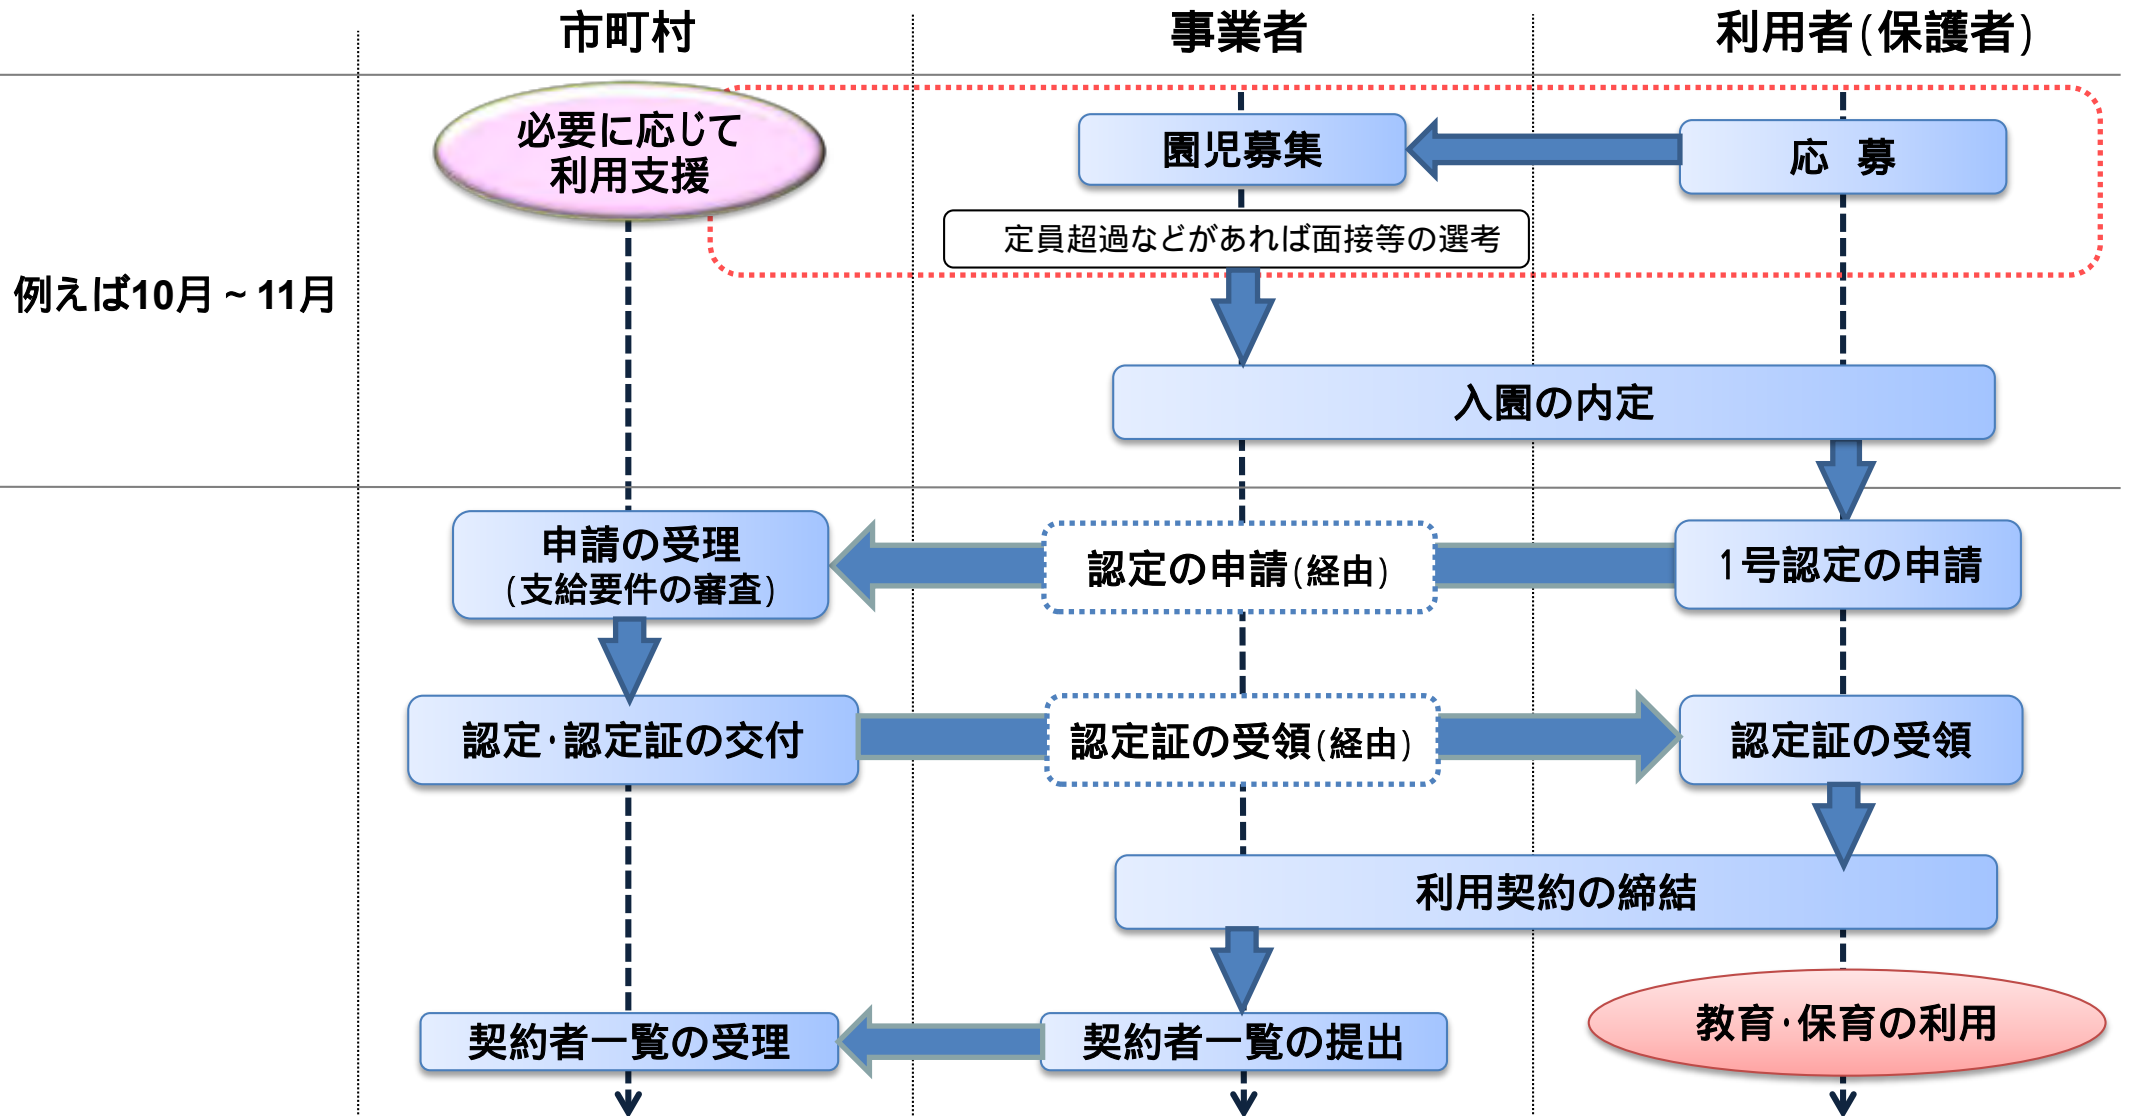 市町村
事業者
利用者(保護者)
必要に応じて
利用支援
園児募集
応　募
定員超過などがあれば面接等の選考
例えば10月~11月
入園の内定
申請の受理
(支給要件の審査)
認定の申請(経由)
1号認定の申請
認定・認定証の交付
認定証の受領(経由)
認定証の受領
利用契約の締結
教育・保育の利用
契約者一覧の受理
契約者一覧の提出